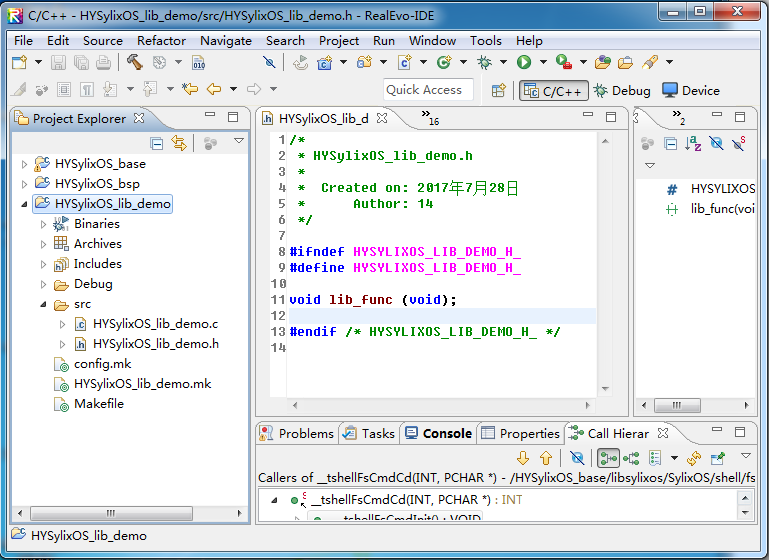 C/C++ - HYSylixOS_lib_demo/src/HYSylixOS_lib_demo.h - RealEvo-IDE
File Edit Source Refactor Navigate Search Project Run Window Tools Help
010
Quick Access C/C++ Debug Device
Project Explorer
HYSylixOS_base
HYSylixOS_bsp
HYSylixOS_lib_demo
Binaries
Archives
Includes
Debug
src
HYSylixOS_lib_demo.c
HYSylixOS_lib_demo.h
config.mk
HYSylixOS_lib_demo.mk
Makefile
HYSylixOS_lib_d
»16
1 /*
2 * HYSylixOS_lib_demo.h
3 *
4 * Created on: 2017年7月28日
5 * Author: 14
6 */
7
8 #ifndef HYSYLIXOS_LIB_DEMO_H_
9 #define HYSYLIXOS_LIB_DEMO_H_
10
11 void lib_func (void);
12
13 #endif /* HYSYLIXOS_LIB_DEMO_H_ */
14
»2
# HYSYLIXOS
lib_func(voi
Problems Tasks Console Properties Call Hierar
Callers of __tshellFsCmdCd(INT, PCHAR *) - /HYSylixOS_base/libsylixos/SylixOS/shell/fs
__tshellFsCmdCd(INT, PCHAR *) : INT
__tshellFsCmdInit() : VOID
HYSylixOS_lib_demo